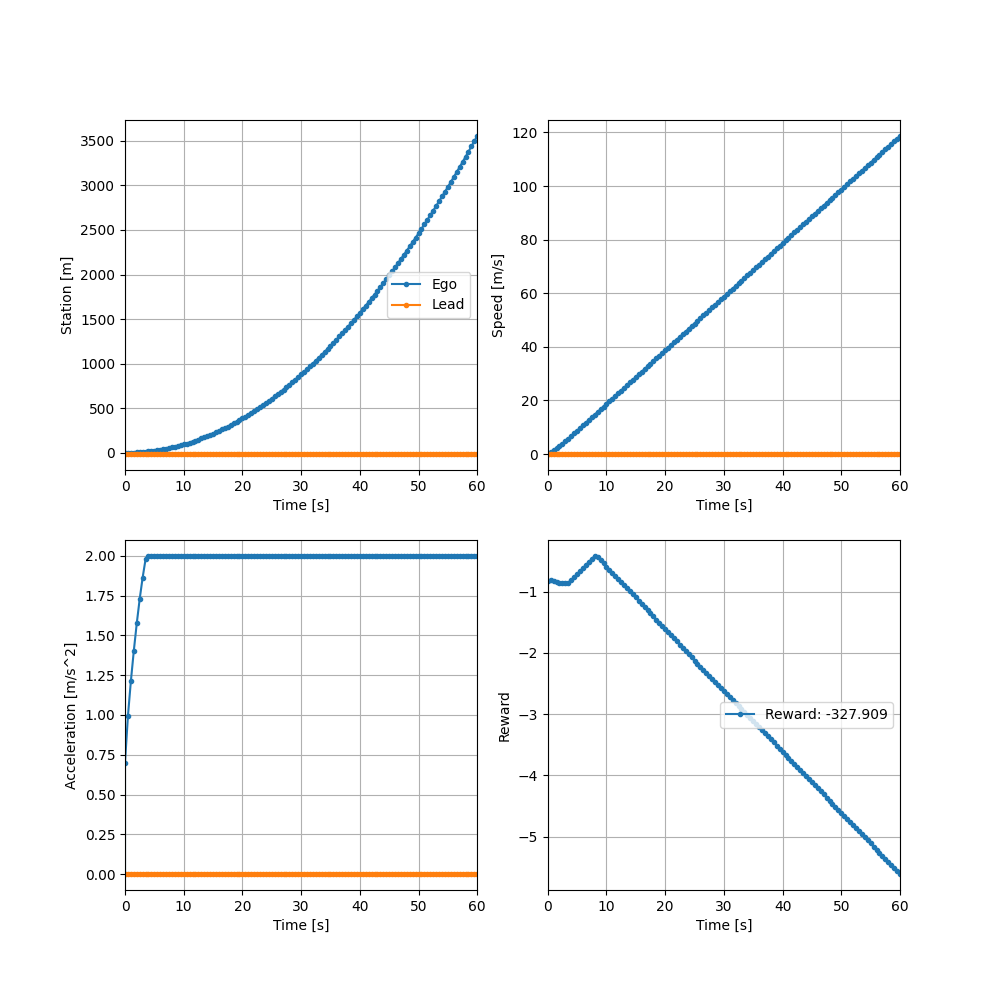 3500
3000
2500
2000
1500
1000
500
0
Station [m]
0 10 20 30 40 50 60
Time [s]
Ego
Lead
120
100
80
60
40
20
0
Speed [m/s]
0 10 20 30 40 50 60
Time [s]
2.00
1.75
1.50
1.25
1.00
0.75
0.50
0.25
0.00
Acceleration [m/s^2]
0 10 20 30 40 50 60
Time [s]
−1
−2
−3
−4
−5
Reward
Reward: -327.909
0 10 20 30 40 50 60
Time [s]